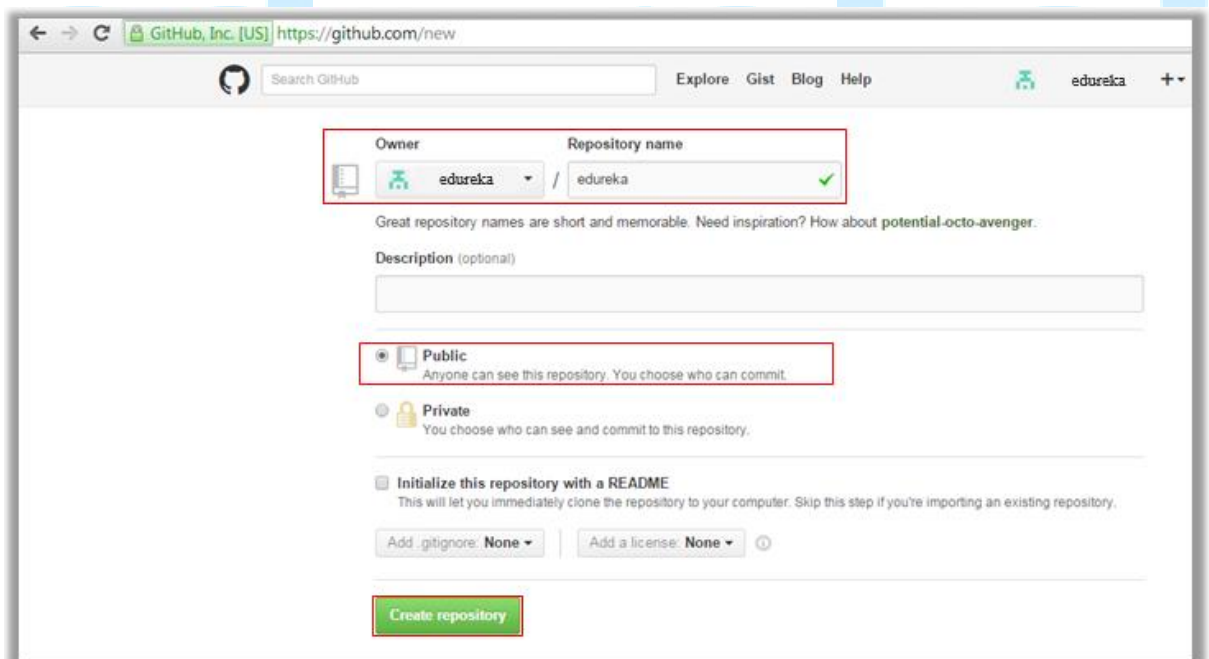 GitHub, Inc. [US] https://github.com/new
Search GitHub Explore Gist Blog Help edureka
Owner Repository name
edureka / edureka
Great repository names are short and memorable. Need inspiration? How about potential-octo-avenger.
Description (optional)
Public
Anyone can see this repository. You choose who can commit.
Private
You choose who can see and commit to this repository.
Initialize this repository with a README
This will let you immediately clone the repository to your computer. Skip this step if you're importing an existing repository.
Add .gitignore: None Add a license: None
Create repository